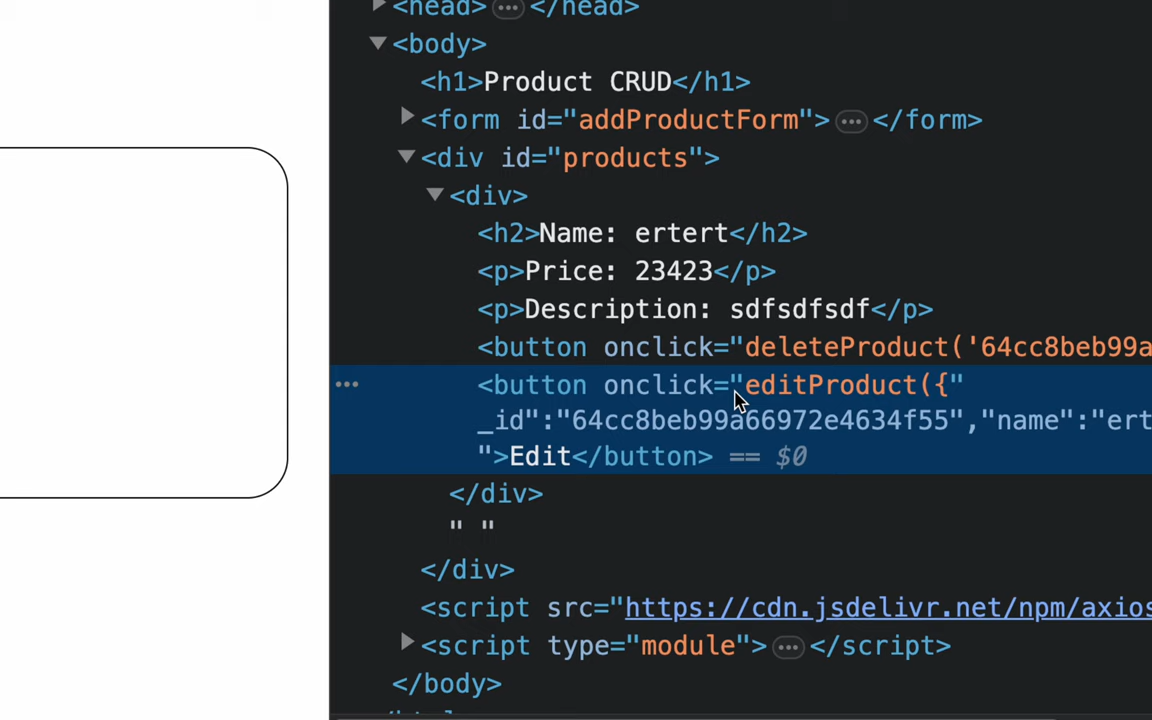 <head> ··· </head>
<body>
<h1>Product CRUD</h1>
<form id="addProductForm"> ··· </form>
<div id="products">
<div>
<h2>Name: ertert</h2>
<p>Price: 23423</p>
<p>Description: sdfsdfsdf</p>
<button onclick="deleteProduct('64cc8beb99a
··· <button onclick="editProduct({"
_id":"64cc8beb99a66972e4634f55","name":"ert
">Edit</button> == $0
</div>
" "
</div>
<script src="https://cdn.jsdelivr.net/npm/axios
<script type="module"> ··· </script>
</body>